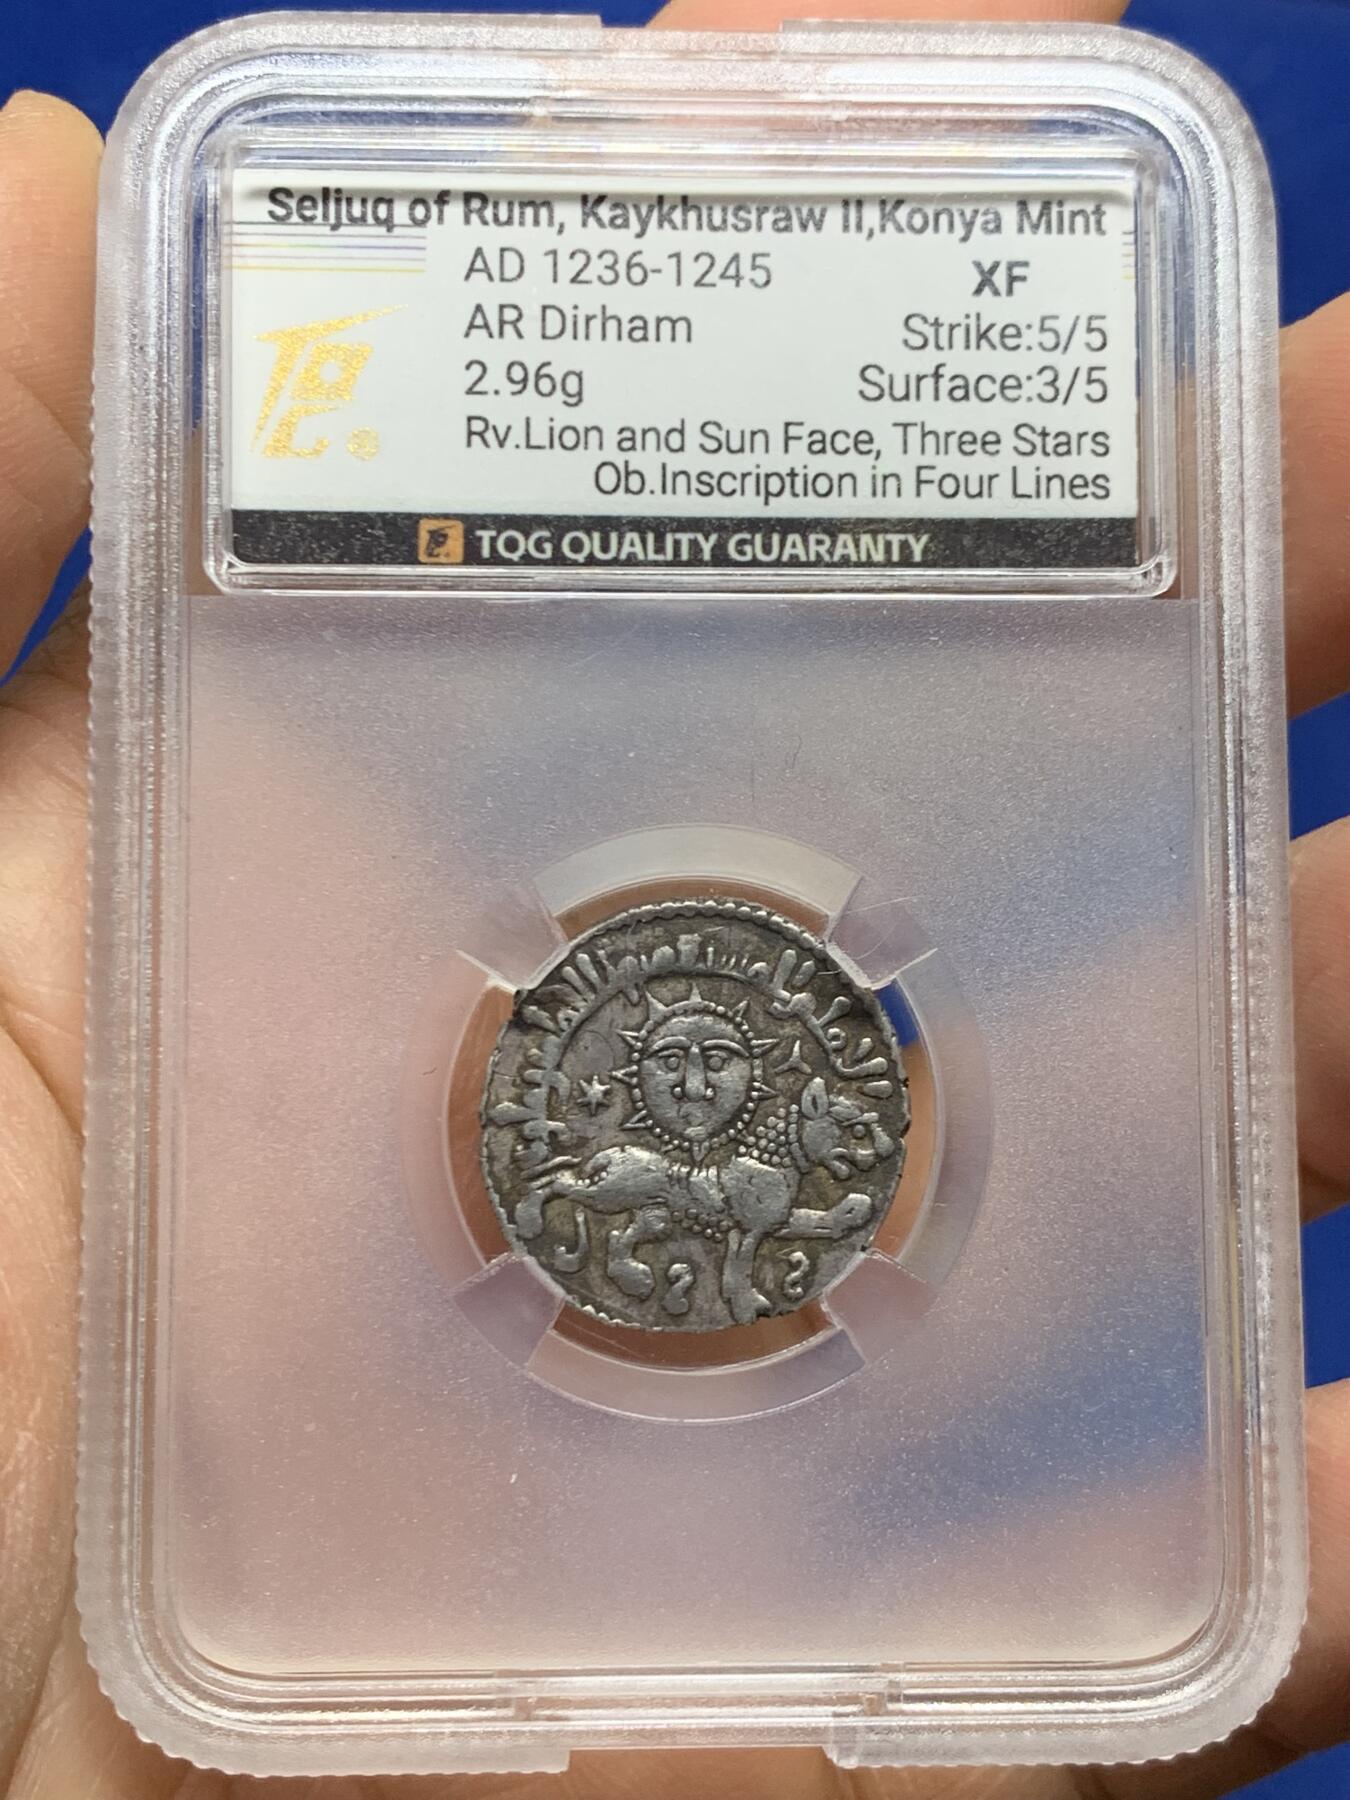 Seljuq of Rum, Kaykhusraw II,Konya Mint
AD 1236-1245
XF
AR Dirham
Strike:5/5
2.96g
Surface:3/5
Rv.Lion and Sun Face, Three Stars
Ob.Inscription in Four Lines
TQG QUALITY GUARANTY